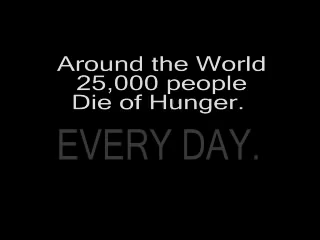 Around the World
25,000 people
Die of Hunger.
EVERY DAY.